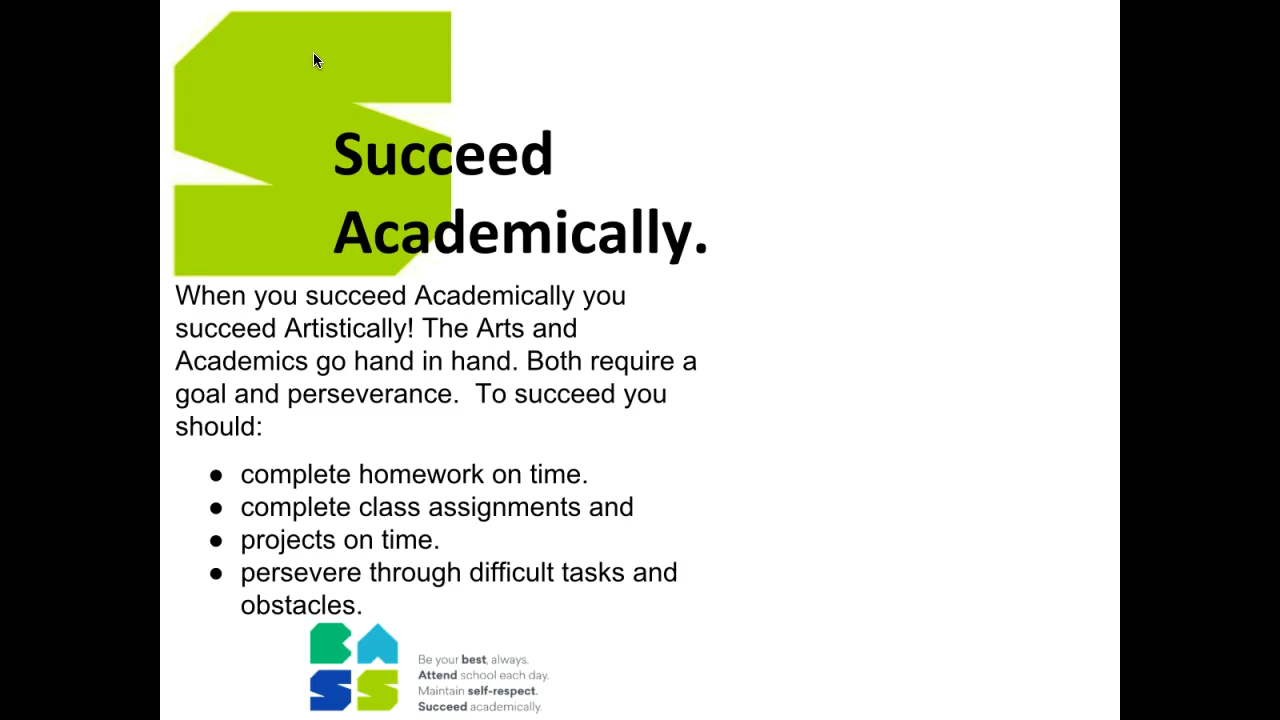 Succeed
Academically.
When you succeed Academically you
succeed Artistically! The Arts and
Academics go hand in hand. Both require a
goal and perseverance.  To succeed you
should:
● complete homework on time.
● complete class assignments and
● projects on time.
● persevere through difficult tasks and
obstacles.
BASS
Be your best, always.
Attend school each day.
Maintain self-respect.
Succeed academically.